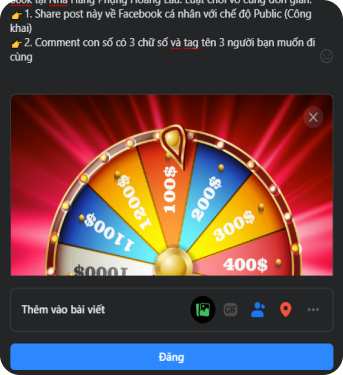 book tại Nhà Hàng Phụng Hoàng Lầu. Luật chơi vô cùng đơn giản:
👉1. Share post này về Facebook cá nhân với chế độ Public (Công
khai)
👉2. Comment con số có 3 chữ số và tag tên 3 người bạn muốn đi
cùng
1000$
1100$
1200$
100$
200$
300$
400$
Thêm vào bài viết
GIF
Đăng